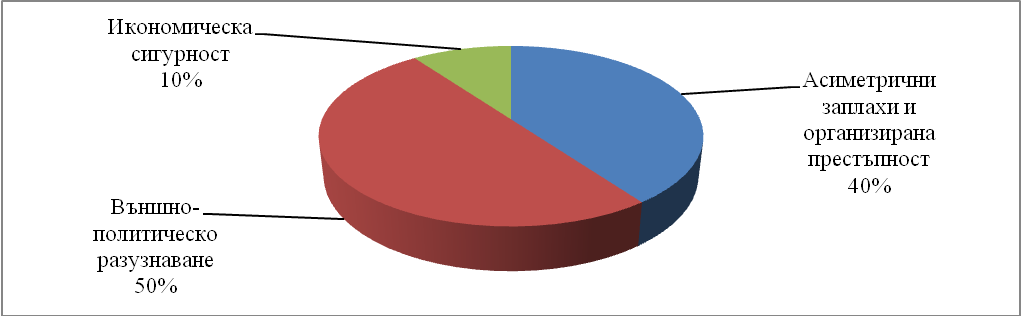 Икономическа
сигурност
10%
Асиметрични
заплахи и
организирана
престъпност
40%
Външно-
политическо
разузнаване
50%